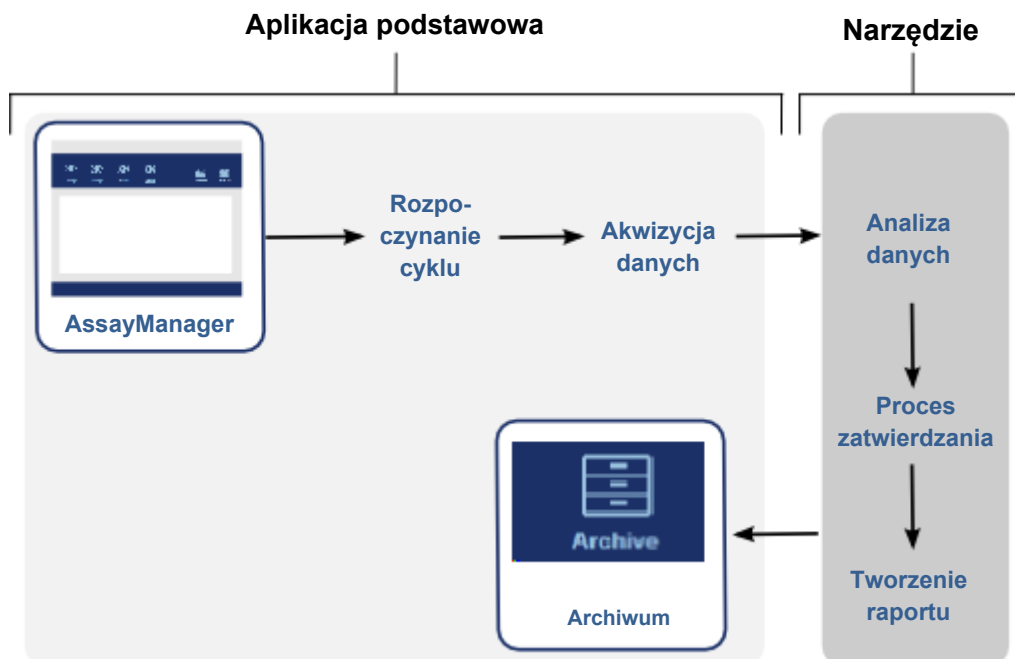 Aplikacja podstawowa
Narzędzie
AssayManager
Rozpo-
czynanie
cyklu
Akwizycja
danych
Analiza
danych
Proces
zatwierdzania
Tworzenie
raportu
Archive
Archiwum